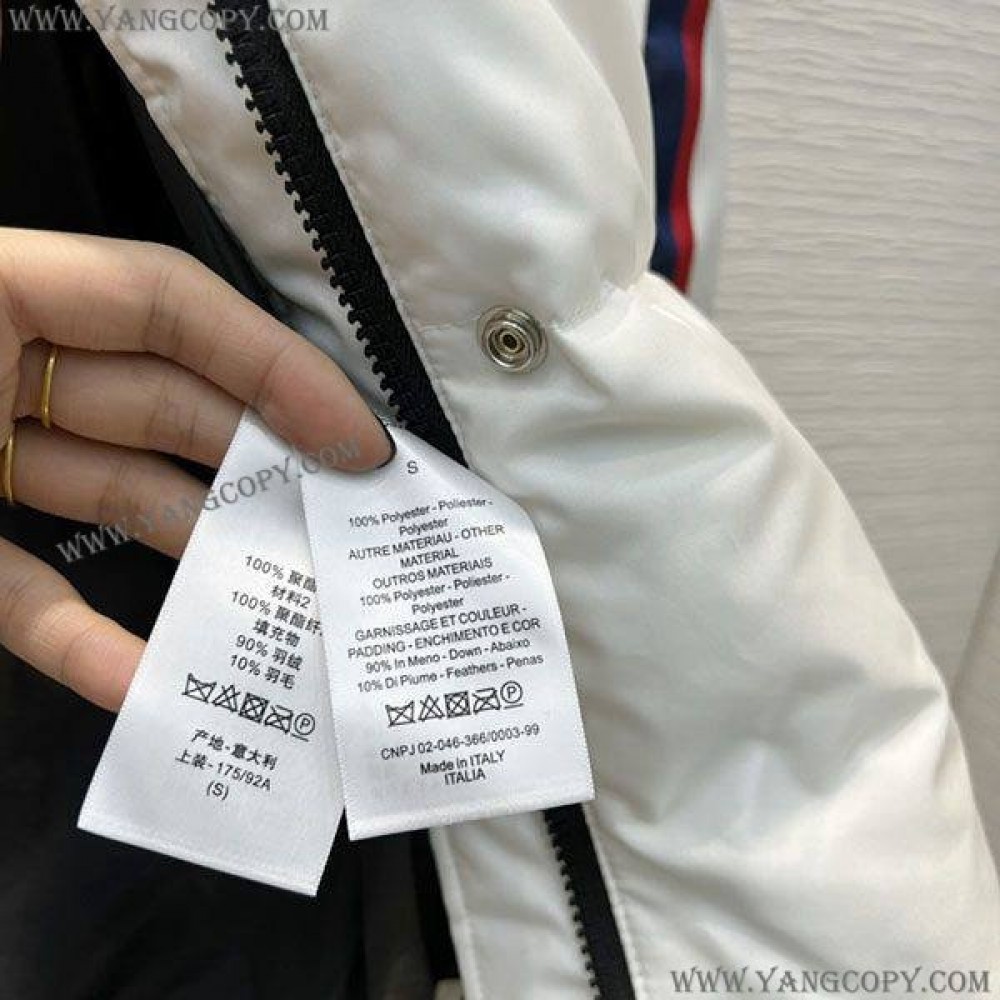 WWW.YANGCOPY.COM
WWW.YANGCOPY.COM
100% 聚酯
材料2
100% 聚酯纤
填充物
90% 羽绒
10% 羽毛
P
产地-意大利
上装-175/92A
(S)
S
100% Polyester - Poliester -
Polyester
AUTRE MATERIAU - OTHER
MATERIAL
OUTROS MATERIAIS
100% Polyester - Poliester -
Polyester
GARNISSAGE ET COULEUR -
PADDING - ENCHIMENTO E COR
90% In Meno - Down - Abaixo
10% Di Piume - Feathers - Penas
P
CNPJ 02-046-366/0003-99
Made in ITALY
ITALIA
WWW.YANGCOPY.COM